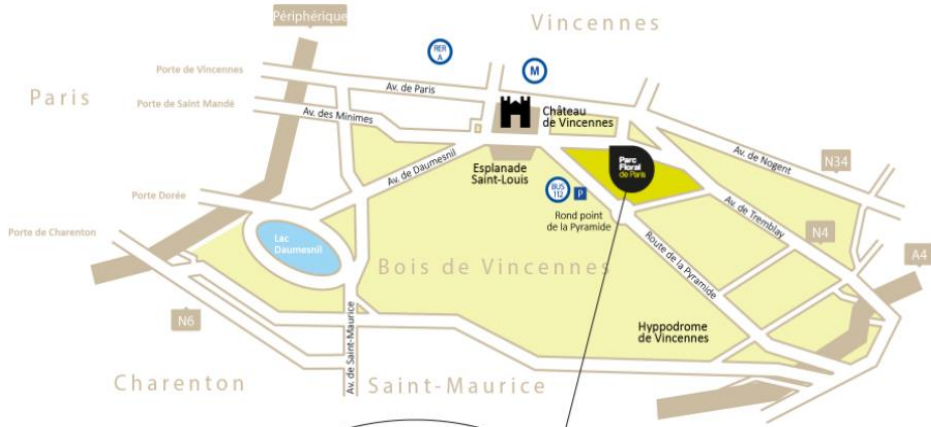 Périphérique
Vincennes
RER
A
M
Porte de Vincennes
Paris
Av. de Paris
Porte de Saint Mandé
Av. des Minimes
Château
de Vincennes
Av. de Nogent
N34
Parc
Floral
de Paris
Av. de Daumesnil
Esplanade
Saint-Louis
BUS
112
P
Porte Dorée
Rond point
de la Pyramide
Av. de Tremblay
Porte de Charenton
Lac
Daumesnil
N4
A4
Bois de Vincennes
Route de la Pyramide
N6
Av. de Saint-Maurice
Hyppodrome
de Vincennes
Charenton
Saint-Maurice